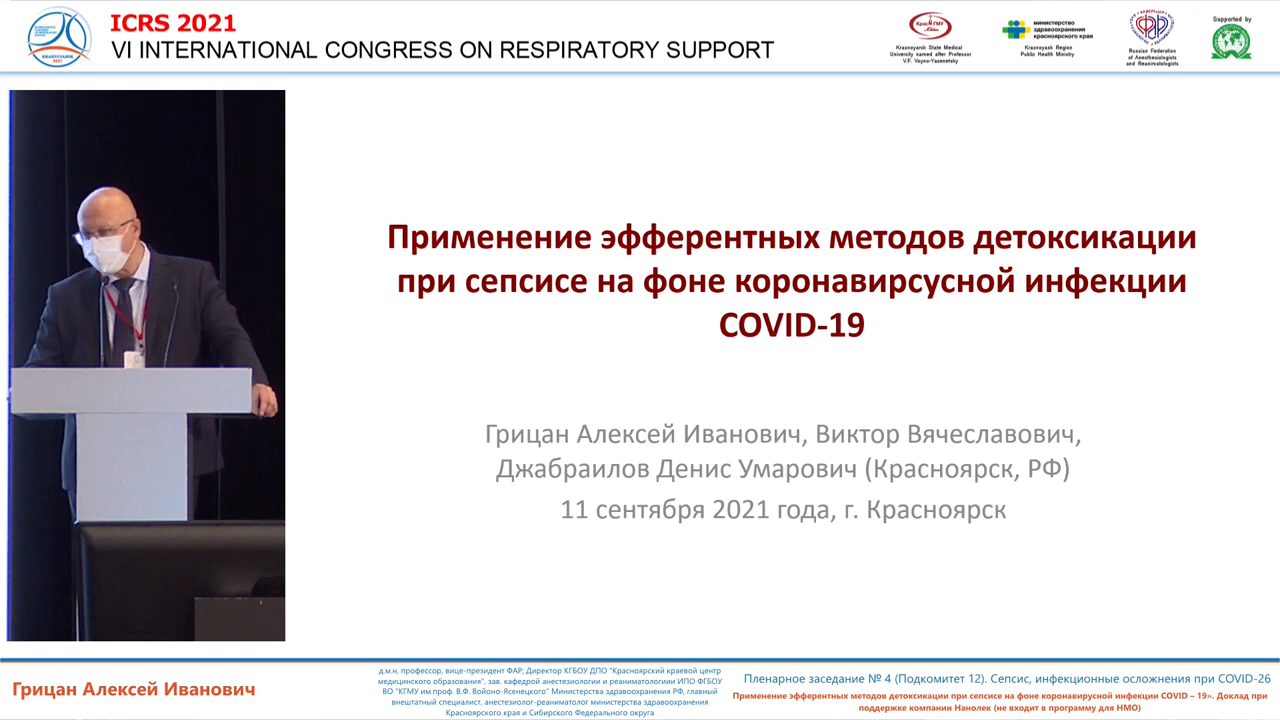 ICRS 2021
VI INTERNATIONAL CONGRESS ON RESPIRATORY SUPPORT
KRASNOYARSK
2021
КрасГМУ
Krasnoyarsk State Medical
University named after Professor
V.F. Voyno-Yasenetsky
министерство
здравоохранения
красноярского края
Krasnoyarsk Region
Public Health Ministry
Russian Federation
of Anesthesiologists
and Reanimatologists
Supported by
Применение эфферентных методов детоксикации
при сепсисе на фоне коронавирсусной инфекции
COVID-19
Грицан Алексей Иванович, Виктор Вячеславович,
Джабраилов Денис Умарович (Красноярск, РФ)
11 сентября 2021 года, г. Красноярск
Грицан Алексей Иванович
д.м.н, профессор, вице-президент ФАР; Директор КГБОУ ДПО "Красноярский краевой центр
медицинского образования", зав. кафедрой анестезиологии и реаниматологии ИПО ФГБОУ
ВО "КГМУ им.проф. В.Ф. Войно-Ясенецкого" Министерства здравоохранения РФ, главный
внештатный специалист, анестезиолог-реаниматолог министерства здравоохранения
Красноярского края и Сибирского Федерального округа
Пленарное заседание № 4 (Подкомитет 12). Сепсис, инфекционные осложнения при COVID-26
Применение эфферентных методов детоксикации при сепсисе на фоне коронавирусной инфекции COVID – 19». Доклад при
поддержке компании Нанолек (не входит в программу для НМО)